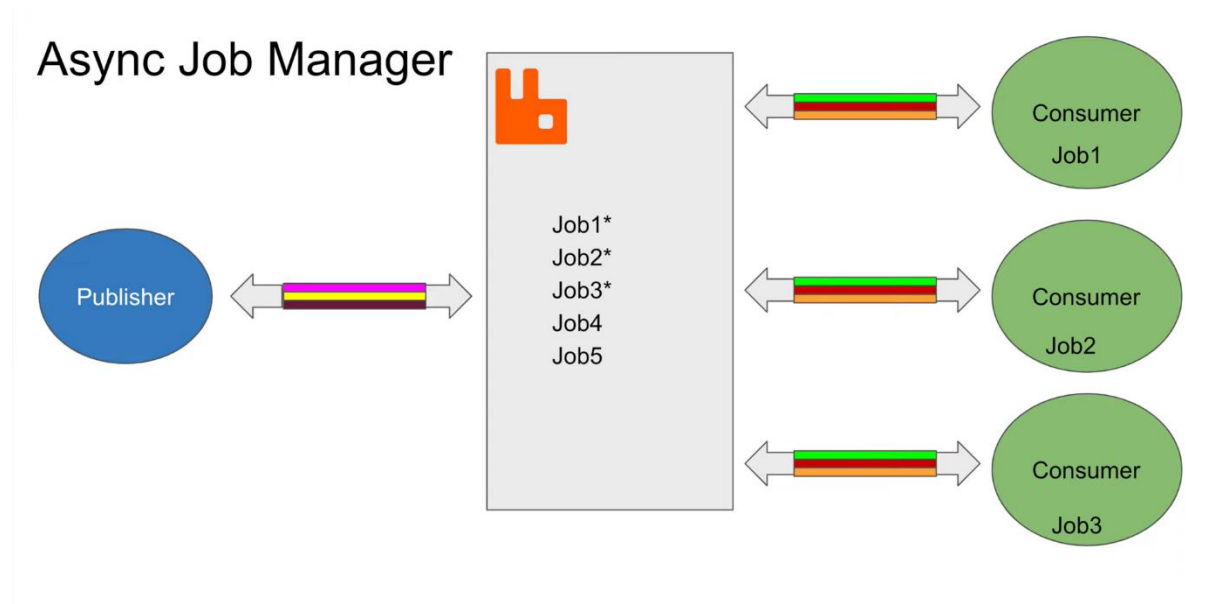 Async Job Manager
Publisher
Job1*
Job2*
Job3*
Job4
Job5
Consumer
Job1
Consumer
Job2
Consumer
Job3